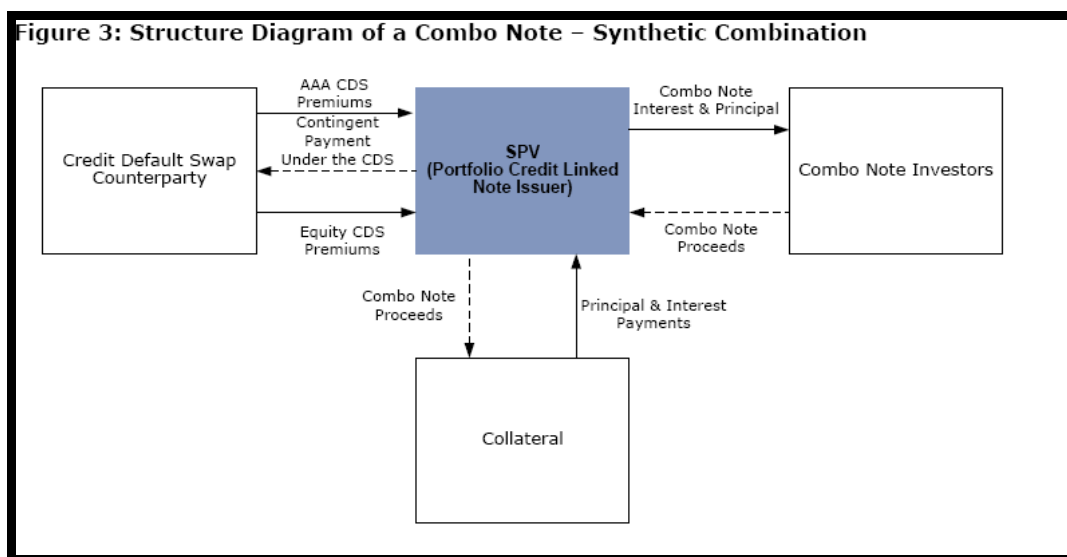 Figure 3: Structure Diagram of a Combo Note – Synthetic Combination
AAA CDS
Premiums
Contingent
Payment
Under the CDS
Credit Default Swap
Counterparty
Equity CDS
Premiums
SPV
(Portfolio Credit Linked
Note Issuer)
Combo Note
Interest & Principal
Combo Note Investors
Combo Note
Proceeds
Combo Note
Proceeds
Principal & Interest
Payments
Collateral